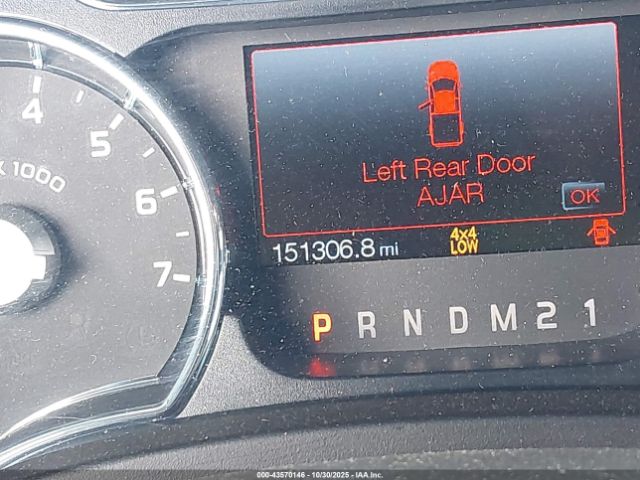 4
5
6
7
X 1000
Left Rear Door
AJAR
OK
151306.8 mi
4x4
LOW
P R N D M 2 1
00-43570146 - 10/30/2025 - IAA Inc.